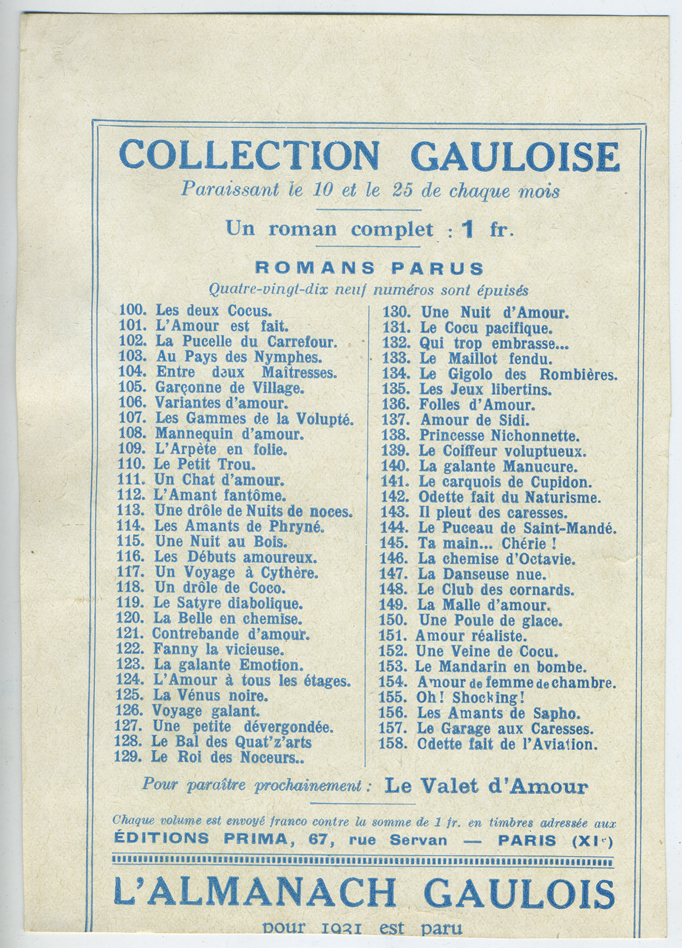 COLLECTION GAULOISE
Paraissant le 10 et le 25 de chaque mois
Un roman complet : 1 fr.
ROMANS PARUS
Quatre-vingt-dix neuf numéros sont épuisés
100. Les deux Cocus.
101. L'Amour est fait.
102. La Pucelle du Carrefour.
103. Au Pays des Nymphes.
104. Entre deux Maîtresses.
105. Garçonne de Village.
106. Variantes d'amour.
107. Les Gammes de la Volupté.
108. Mannequin d'amour.
109. L'Arpète en folie.
110. Le Petit Trou.
111. Un Chat d'amour.
112. L'Amant fantôme.
113. Une drôle de Nuits de noces.
114. Les Amants de Phryné.
115. Une Nuit au Bois.
116. Les Débuts amoureux.
117. Un Voyage à Cythère.
118. Un drôle de Coco.
119. Le Satyre diabolique.
120. La Belle en chemise.
121. Contrebande d'amour.
122. Fanny la vicieuse.
123. La galante Emotion.
124. L'Amour à tous les étages.
125. La Vénus noire.
126. Voyage galant.
127. Une petite dévergondée.
128. Le Bal des Quat'z'arts
129. Le Roi des Noceurs..
130. Une Nuit d'Amour.
131. Le Cocu pacifique.
132. Qui trop embrasse...
133. Le Maillot fendu.
134. Le Gigolo des Rombières.
135. Les Jeux libertins.
136. Folles d'Amour.
137. Amour de Sidi.
138. Princesse Nichonnette.
139. Le Coiffeur voluptueux.
140. La galante Manucure.
141. Le carquois de Cupidon.
142. Odette fait du Naturisme.
143. Il pleut des caresses.
144. Le Puceau de Saint-Mandé.
145. Ta main... Chérie !
146. La chemise d'Octavie.
147. La Danseuse nue.
148. Le Club des cornards.
149. La Malle d'amour.
150. Une Poule de glace.
151. Amour réaliste.
152. Une Veine de Cocu.
153. Le Mandarin en bombe.
154. Amour de femme de chambre.
155. Oh! Shocking!
156. Les Amants de Sapho.
157. Le Garage aux Caresses.
158. Odette fait de l'Aviation.
Pour paraître prochainement : Le Valet d'Amour
Chaque volume est envoyé franco contre la somme de 1 fr. en timbres adressée aux
ÉDITIONS PRIMA, 67, rue Servan — PARIS (XIe)
L'ALMANACH GAULOIS
pour 1931 est paru